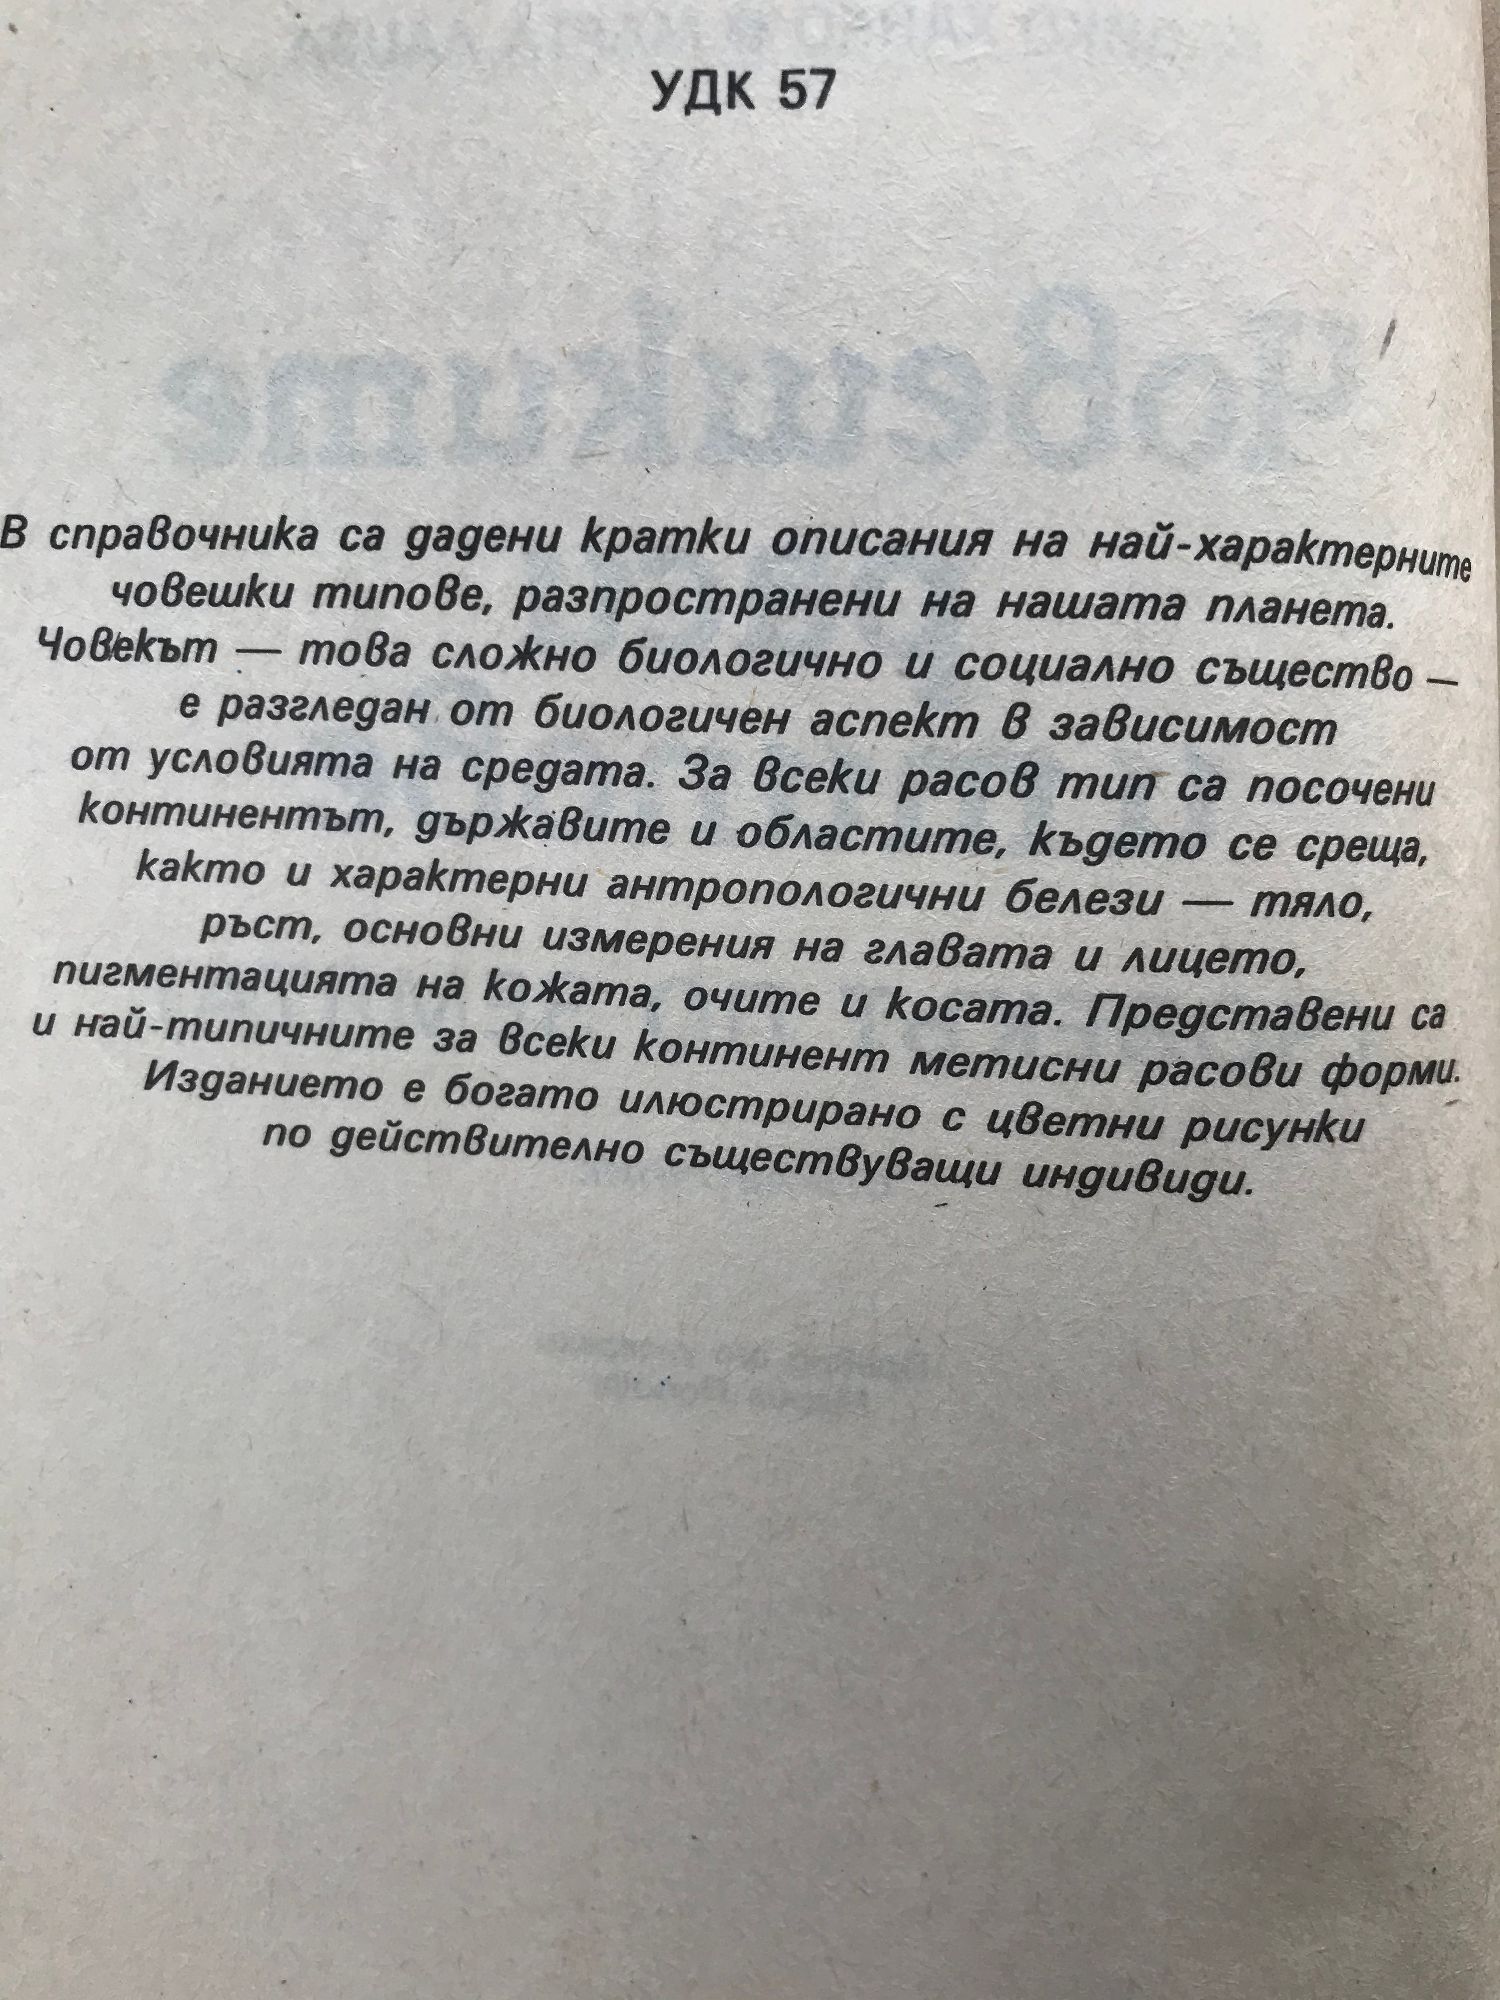 УДК 57
Човешките
В справочника са дадени кратки описания на най-характерните
човешки типове, разпространени на нашата планета.
Човекът — това сложно биологично и социално същество —
е разгледан от биологичен аспект в зависимост
от условията на средата. За всеки расов тип са посочени
континентът, държавите и областите, където се среща,
както и характерни антропологични белези — тяло,
ръст, основни измерения на главата и лицето,
пигментацията на кожата, очите и косата. Представени са
и най-типичните за всеки континент метисни расови форми.
Изданието е богато илюстрирано с цветни рисунки
по действително съществуващи индивиди.